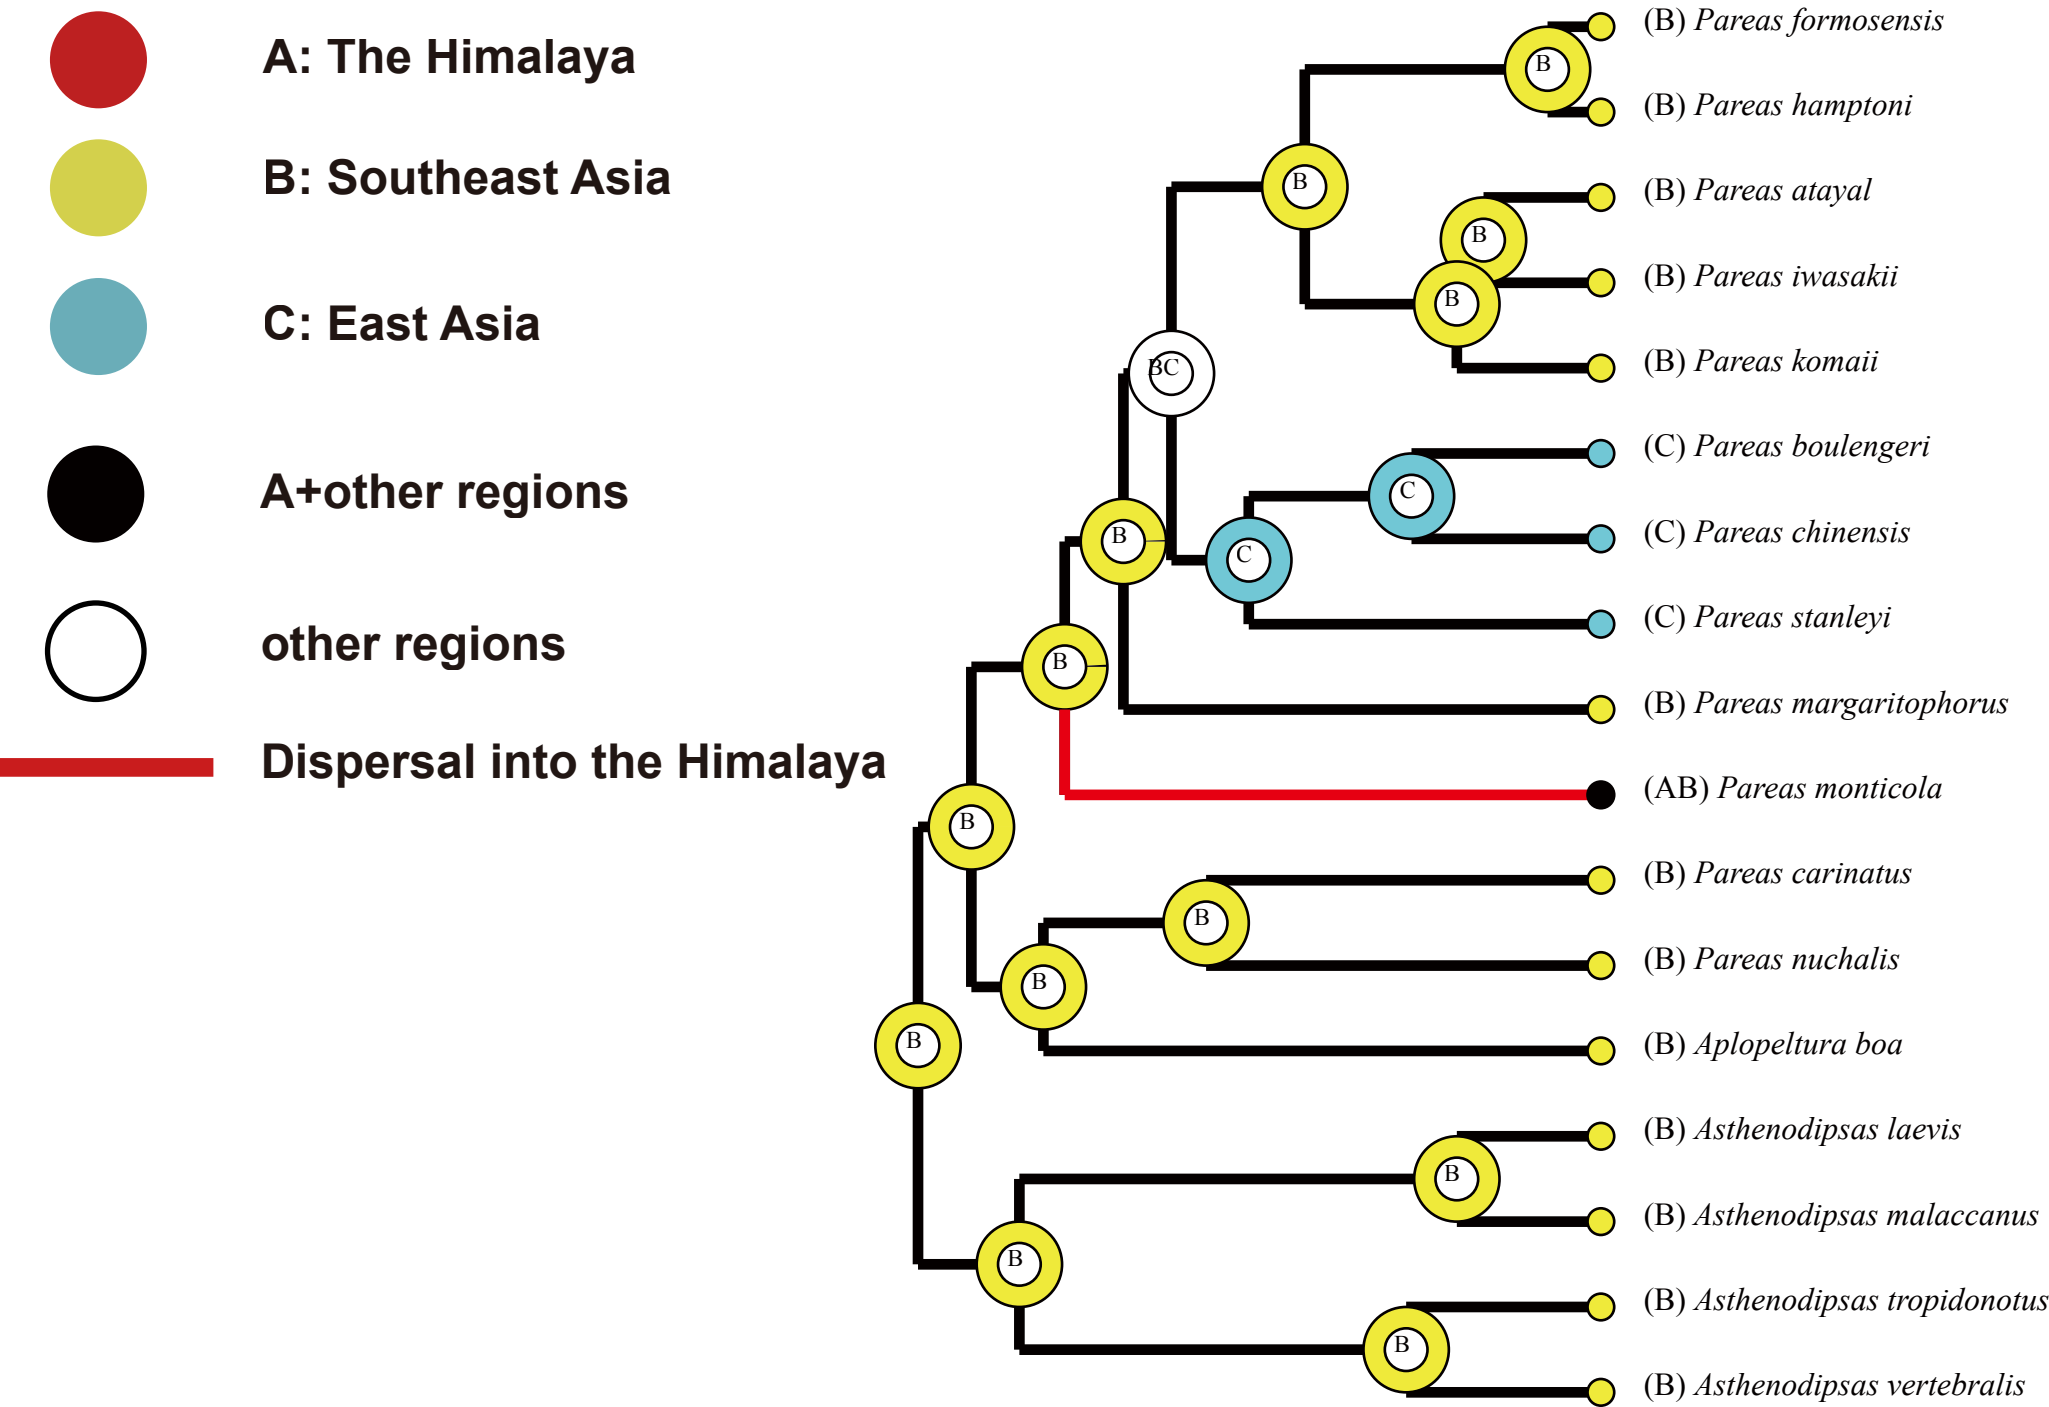 A: The Himalaya
B: Southeast Asia
C: East Asia
A+other regions
other regions
Dispersal into the Himalaya
(B) Pareas formosensis
B
(B) Pareas hamptoni
B
(B) Pareas atayal
B
(B) Pareas iwasakii
B
(B) Pareas komaii
BC
(C) Pareas boulengeri
C
(C) Pareas chinensis
B
C
(C) Pareas stanleyi
B
(B) Pareas margaritophorus
(AB) Pareas monticola
B
(B) Pareas carinatus
B
(B) Pareas nuchalis
B
B
(B) Aplopeltura boa
(B) Asthenodipsas laevis
B
(B) Asthenodipsas malaccanus
B
(B) Asthenodipsas tropidonotus
B
(B) Asthenodipsas vertebralis